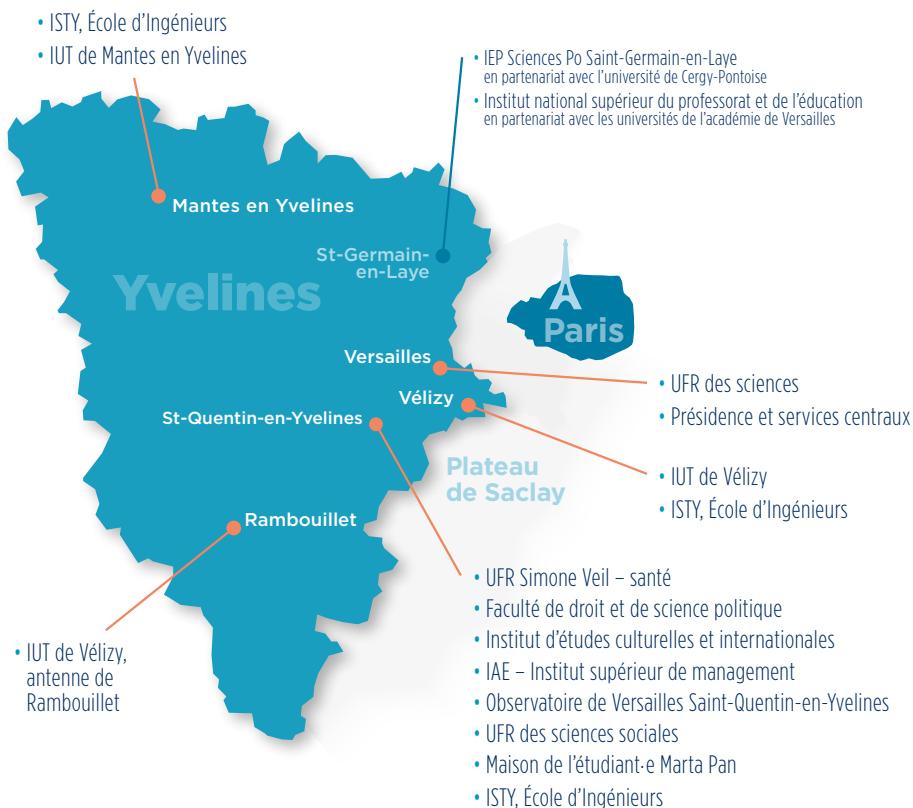 • ISTY, École d'Ingénieurs
• IUT de Mantes en Yvelines
• IEP Sciences Po Saint-Germain-en-Laye
en partenariat avec l'université de Cergy-Pontoise
• Institut national supérieur du professorat et de l'éducation
en partenariat avec les universités de l'académie de Versailles
Mantes en Yvelines
St-Germain-
en-Laye
Yvelines
Paris
Versailles
Vélizy
St-Quentin-en-Yvelines
Plateau
de Saclay
Rambouillet
• UFR des sciences
• Présidence et services centraux
• IUT de Vélizy
• ISTY, École d'Ingénieurs
• UFR Simone Veil – santé
• Faculté de droit et de science politique
• Institut d'études culturelles et internationales
• IAE – Institut supérieur de management
• Observatoire de Versailles Saint-Quentin-en-Yvelines
• UFR des sciences sociales
• Maison de l'étudiant·e Marta Pan
• ISTY, École d'Ingénieurs
• IUT de Vélizy,
antenne de
Rambouillet